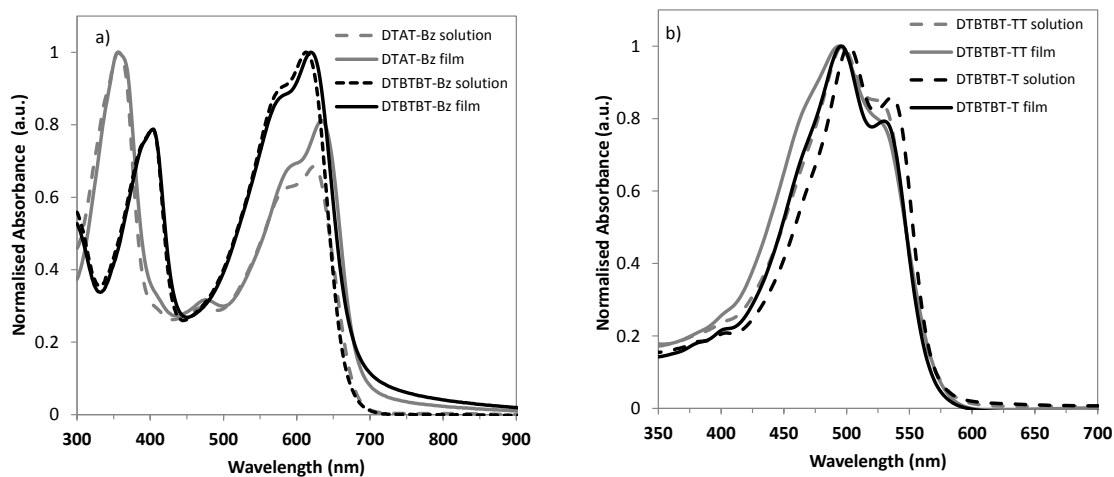 a)
DTAT-Bz solution
DTAT-Bz film
DTBTBT-Bz solution
DTBTBT-Bz film
Normalised Absorbance (a.u.)
1
0.8
0.6
0.4
0.2
0
300 400 500 600 700 800 900
Wavelength (nm)
b)
DTBTBT-TT solution
DTBTBT-TT film
DTBTBT-T solution
DTBTBT-T film
Normalised Absorbance (a.u.)
1
0.8
0.6
0.4
0.2
0
350 400 450 500 550 600 650 700
Wavelength (nm)